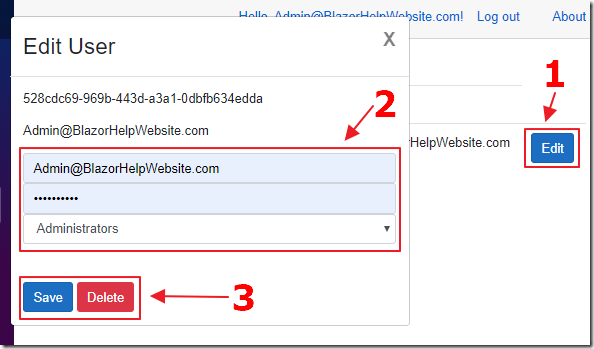 Hello, Admin@BlazorHelpWebsite.com! Log out About
Edit User X
1
528cdc69-969b-443d-a3a1-0dbfb634edda
2
Admin@BlazorHelpWebsite.com
rHelpWebsite.com Edit
Admin@BlazorHelpWebsite.com
••••••••••
Administrators
Save Delete
3